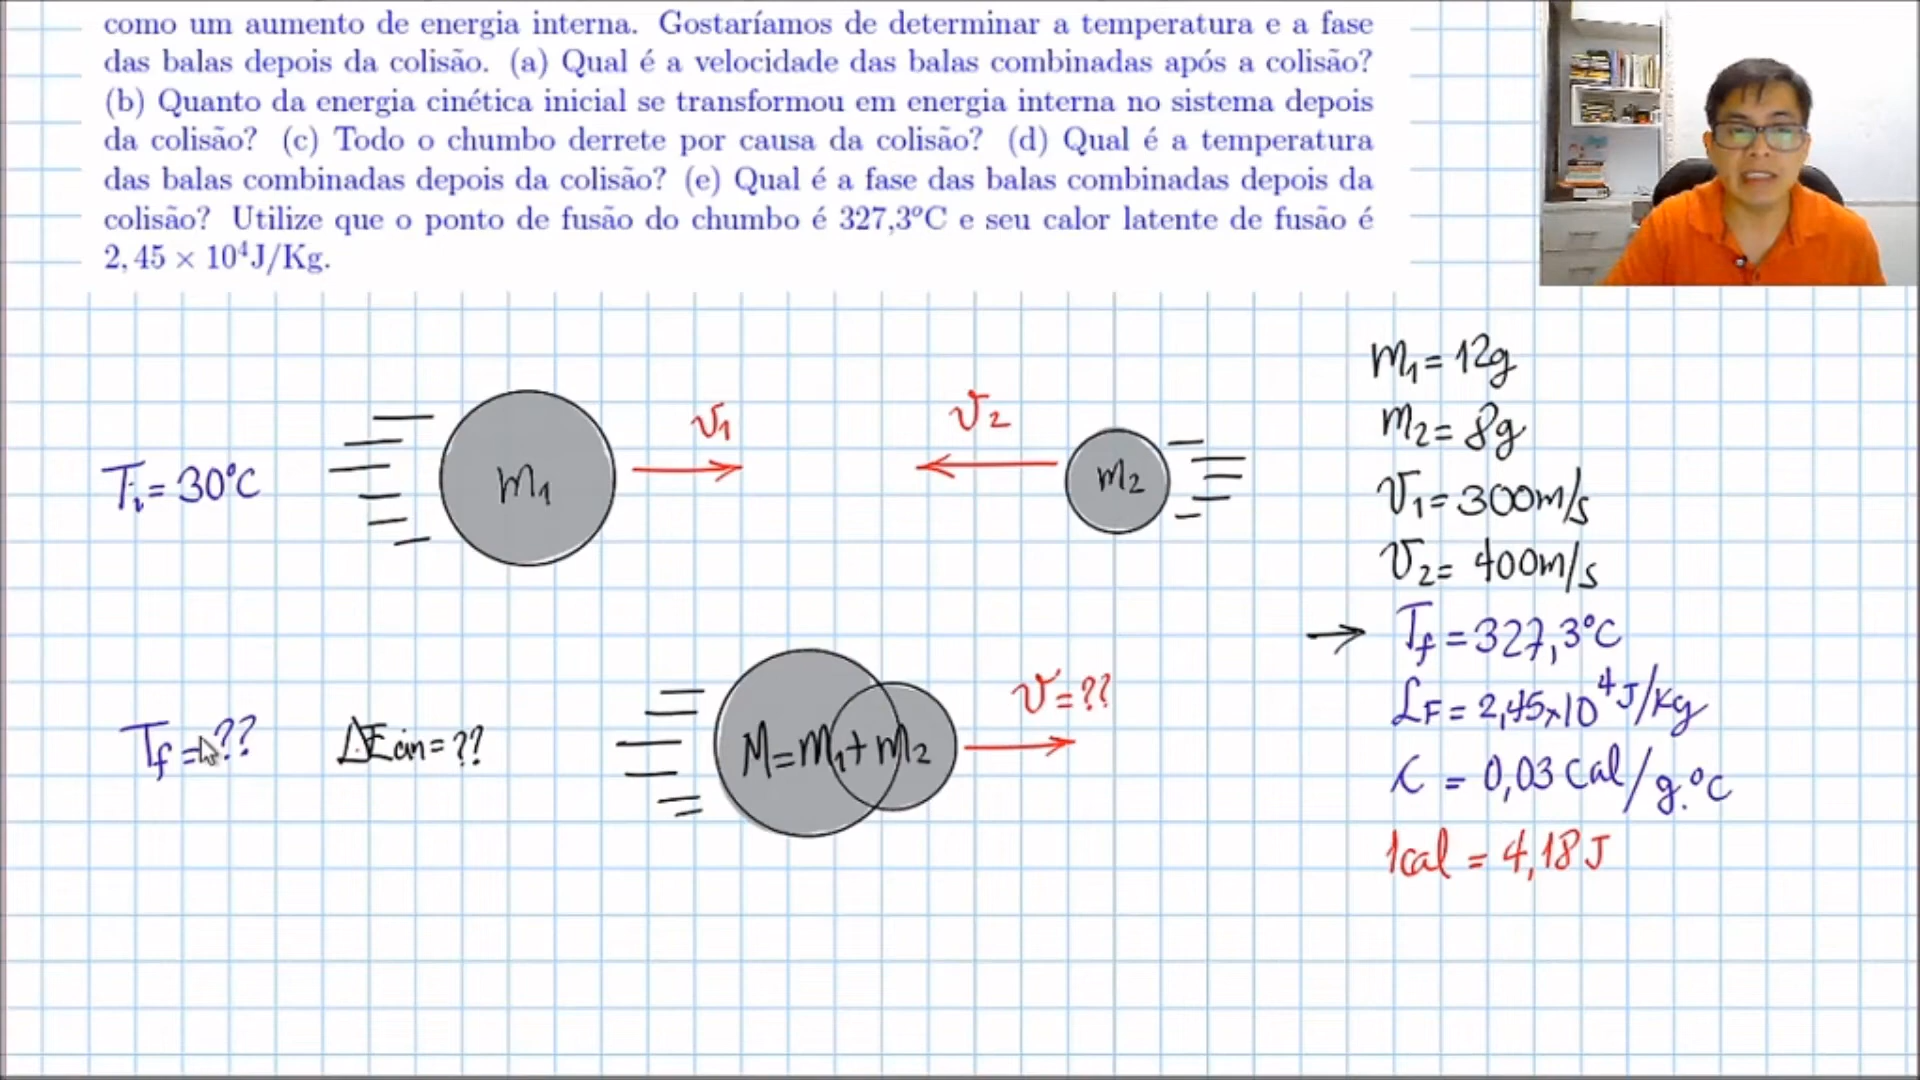 como um aumento de energia interna. Gostaríamos de determinar a temperatura e a fase
das balas depois da colisão. (a) Qual é a velocidade das balas combinadas após a colisão?
(b) Quanto da energia cinética inicial se transformou em energia interna no sistema depois
da colisão? (c) Todo o chumbo derrete por causa da colisão? (d) Qual é a temperatura
das balas combinadas depois da colisão? (e) Qual é a fase das balas combinadas depois da
colisão? Utilize que o ponto de fusão do chumbo é 327,3ºC e seu calor latente de fusão é
2,45 × 10⁴J/Kg.
m₁ = 12g
m₂ = 8g
v₁ = 300m/s
v₂ = 400m/s
T_f = 327,3°C
L_F = 2,45×10⁴ J/Kg
c = 0,03 Cal/g.°C
1cal = 4,18 J
T_i = 30°C
m₁
v₁
v₂
m₂
T_f = ??
ΔE cin = ??
M = m₁ + m₂
v = ??